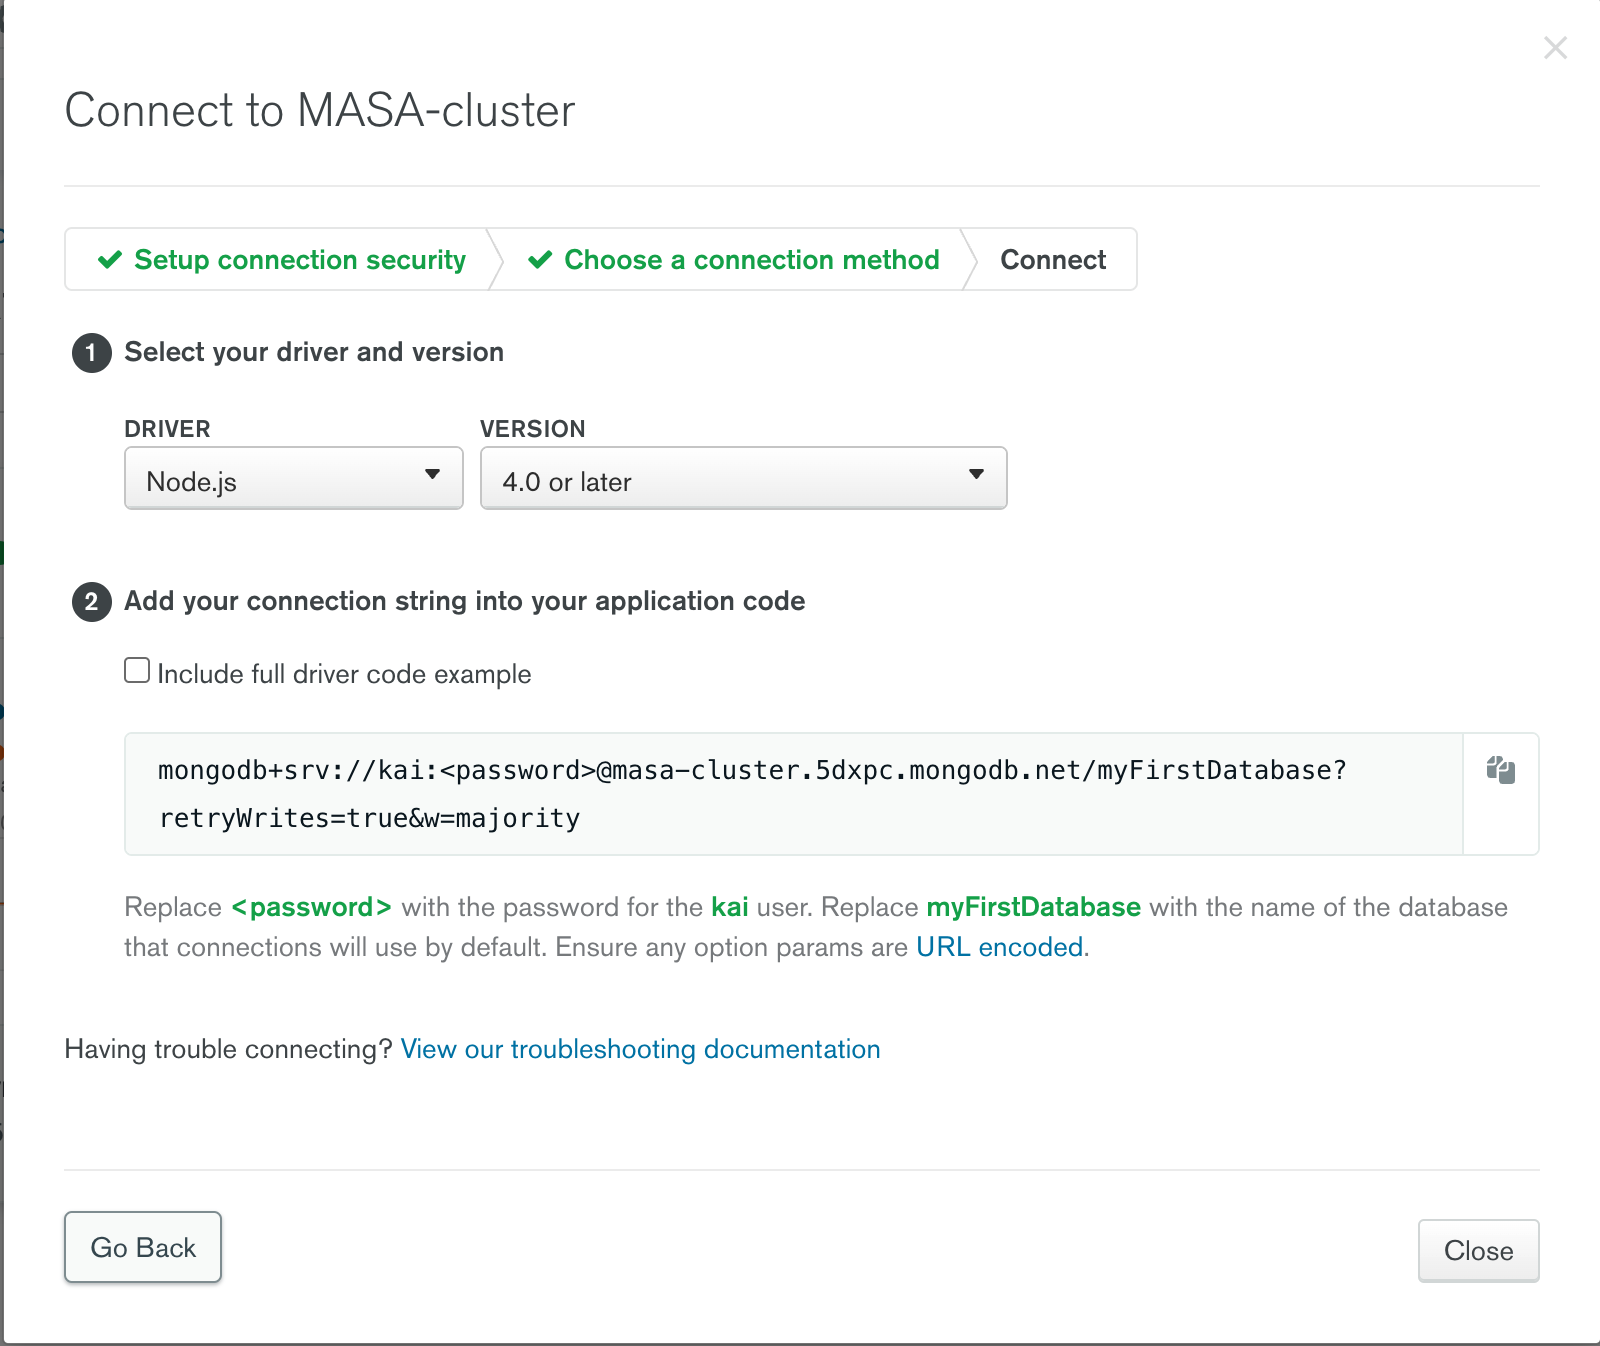 Connect to MASA-cluster
Setup connection security Choose a connection method Connect
1 Select your driver and version
DRIVER VERSION
Node.js 4.0 or later
2 Add your connection string into your application code
Include full driver code example
mongodb+srv://kai:<password>@masa-cluster.5dxpc.mongodb.net/myFirstDatabase?
retryWrites=true&w=majority
Replace <password> with the password for the kai user. Replace myFirstDatabase with the name of the database
that connections will use by default. Ensure any option params are URL encoded.
Having trouble connecting? View our troubleshooting documentation
Go Back Close